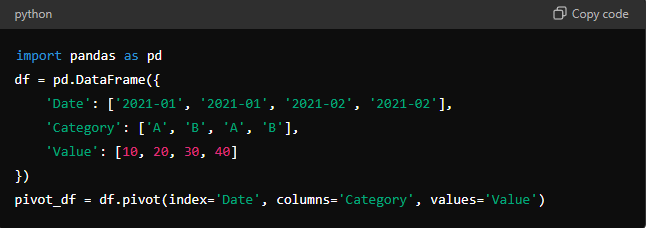 python
Copy code
import pandas as pd
df = pd.DataFrame({
    'Date': ['2021-01', '2021-01', '2021-02', '2021-02'],
    'Category': ['A', 'B', 'A', 'B'],
    'Value': [10, 20, 30, 40]
})
pivot_df = df.pivot(index='Date', columns='Category', values='Value')